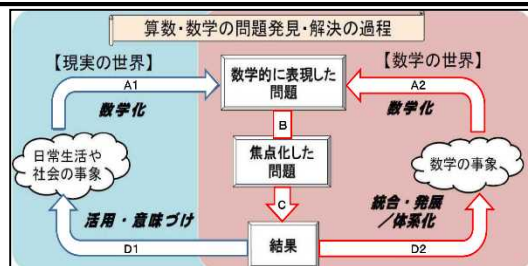 算数・数学の問題発見・解決の過程
【現実の世界】
【数学の世界】
A1
数学化
数学的に表現した
問題
A2
数学化
B
日常生活や
社会の事象
焦点化した
問題
数学の事象
C
活用・意味づけ
統合・発展
/体系化
D1
結果
D2